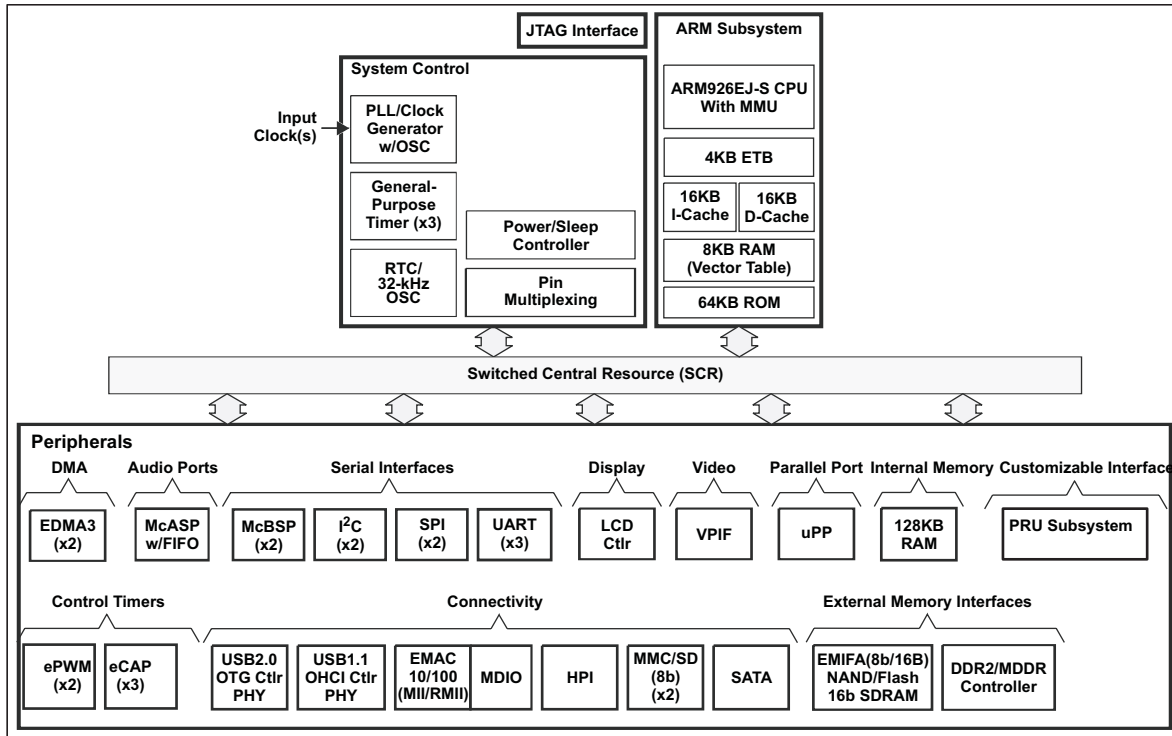 JTAG Interface
ARM Subsystem
System Control
ARM926EJ-S CPU
With MMU
Input
Clock(s)
PLL/Clock
Generator
w/OSC
4KB ETB
General-
Purpose
Timer (x3)
16KB
I-Cache
16KB
D-Cache
Power/Sleep
Controller
8KB RAM
(Vector Table)
RTC/
32-kHz
OSC
Pin
Multiplexing
64KB ROM
Switched Central Resource (SCR)
Peripherals
DMA
Audio Ports
Serial Interfaces
Display
Video
Parallel Port
Internal Memory
Customizable Interface
EDMA3
(x2)
McASP
w/FIFO
McBSP
(x2)
I2C
(x2)
SPI
(x2)
UART
(x3)
LCD
Ctlr
VPIF
uPP
128KB
RAM
PRU Subsystem
Control Timers
Connectivity
External Memory Interfaces
ePWM
(x2)
eCAP
(x3)
USB2.0
OTG Ctlr
PHY
USB1.1
OHCI Ctlr
PHY
EMAC
10/100
(MII/RMII)
MDIO
HPI
MMC/SD
(8b)
(x2)
SATA
EMIFA(8b/16B)
NAND/Flash
16b SDRAM
DDR2/MDDR
Controller